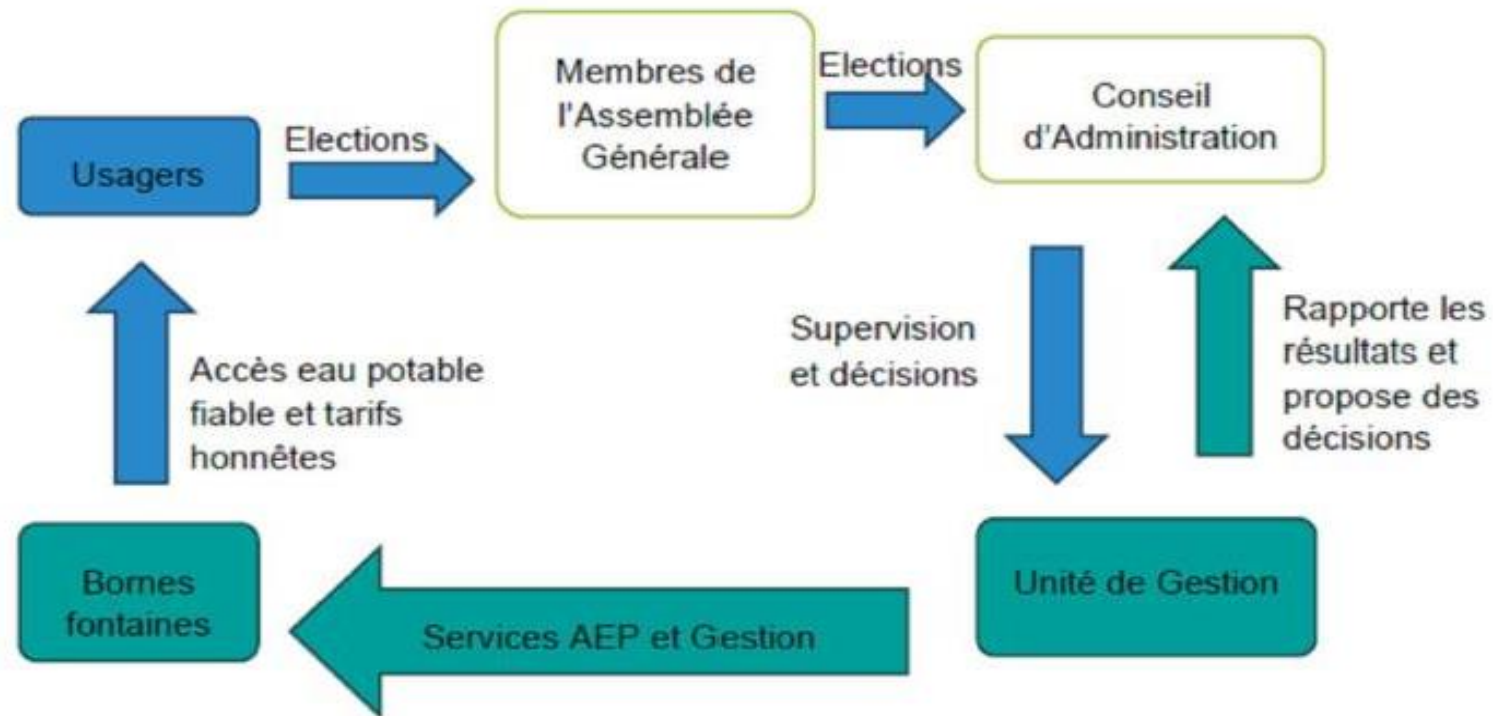 Usagers
Elections
Membres de
l'Assemblée
Générale
Elections
Conseil
d'Administration
Accès eau potable
fiable et tarifs
honnêtes
Supervision
et décisions
Rapporte les
résultats et
propose des
décisions
Bornes
fontaines
Services AEP et Gestion
Unité de Gestion